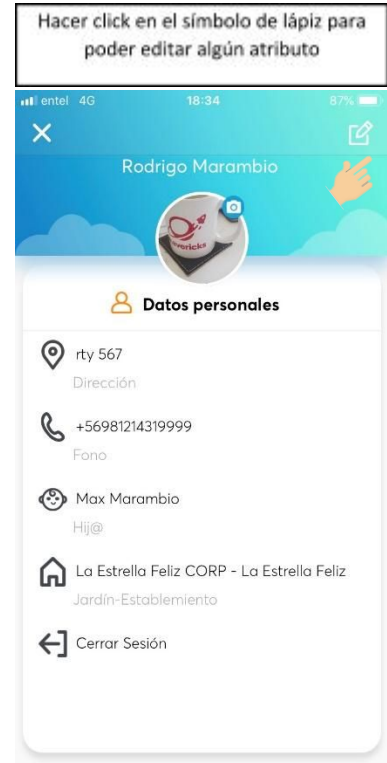 Hacer click en el símbolo de lápiz para
poder editar algún atributo
entel 4G 18:34 87%
Rodrigo Marambio
mavericks
Datos personales
rty 567
Dirección
+56981214319999
Fono
Max Marambio
Hij@
La Estrella Feliz CORP - La Estrella Feliz
Jardín-Establemiento
Cerrar Sesión